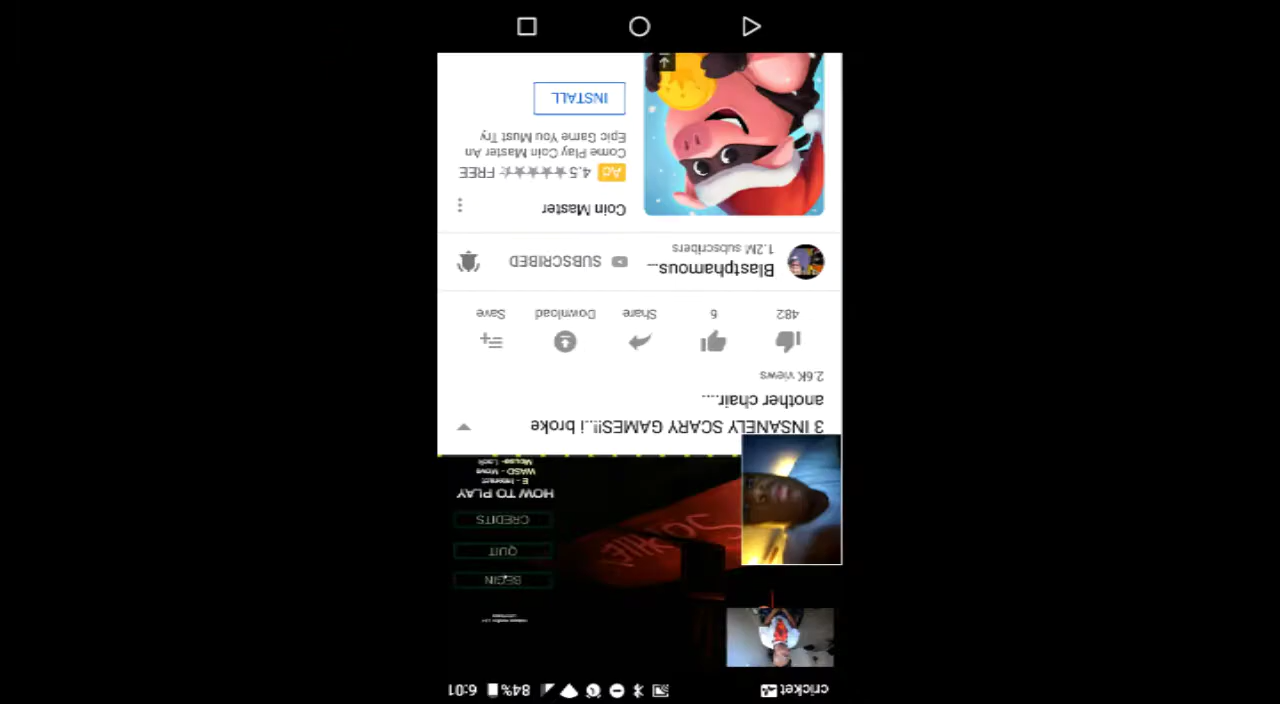 cricket 84% 6:01
BEGIN
QUIT
CREDITS
SOPHIE
HOW TO PLAY
E - Interact
WASD - Move
Mouse- Look
3 INSANELY SCARY GAMES!!..i broke
another chair....
2.6K views
482 6 Share Download Save
Blastphamous...
1.2M subscribers
SUBSCRIBED
Coin Master
Ad 4.5 FREE
Come Play Coin Master An
Epic Game You Must Try
INSTALL